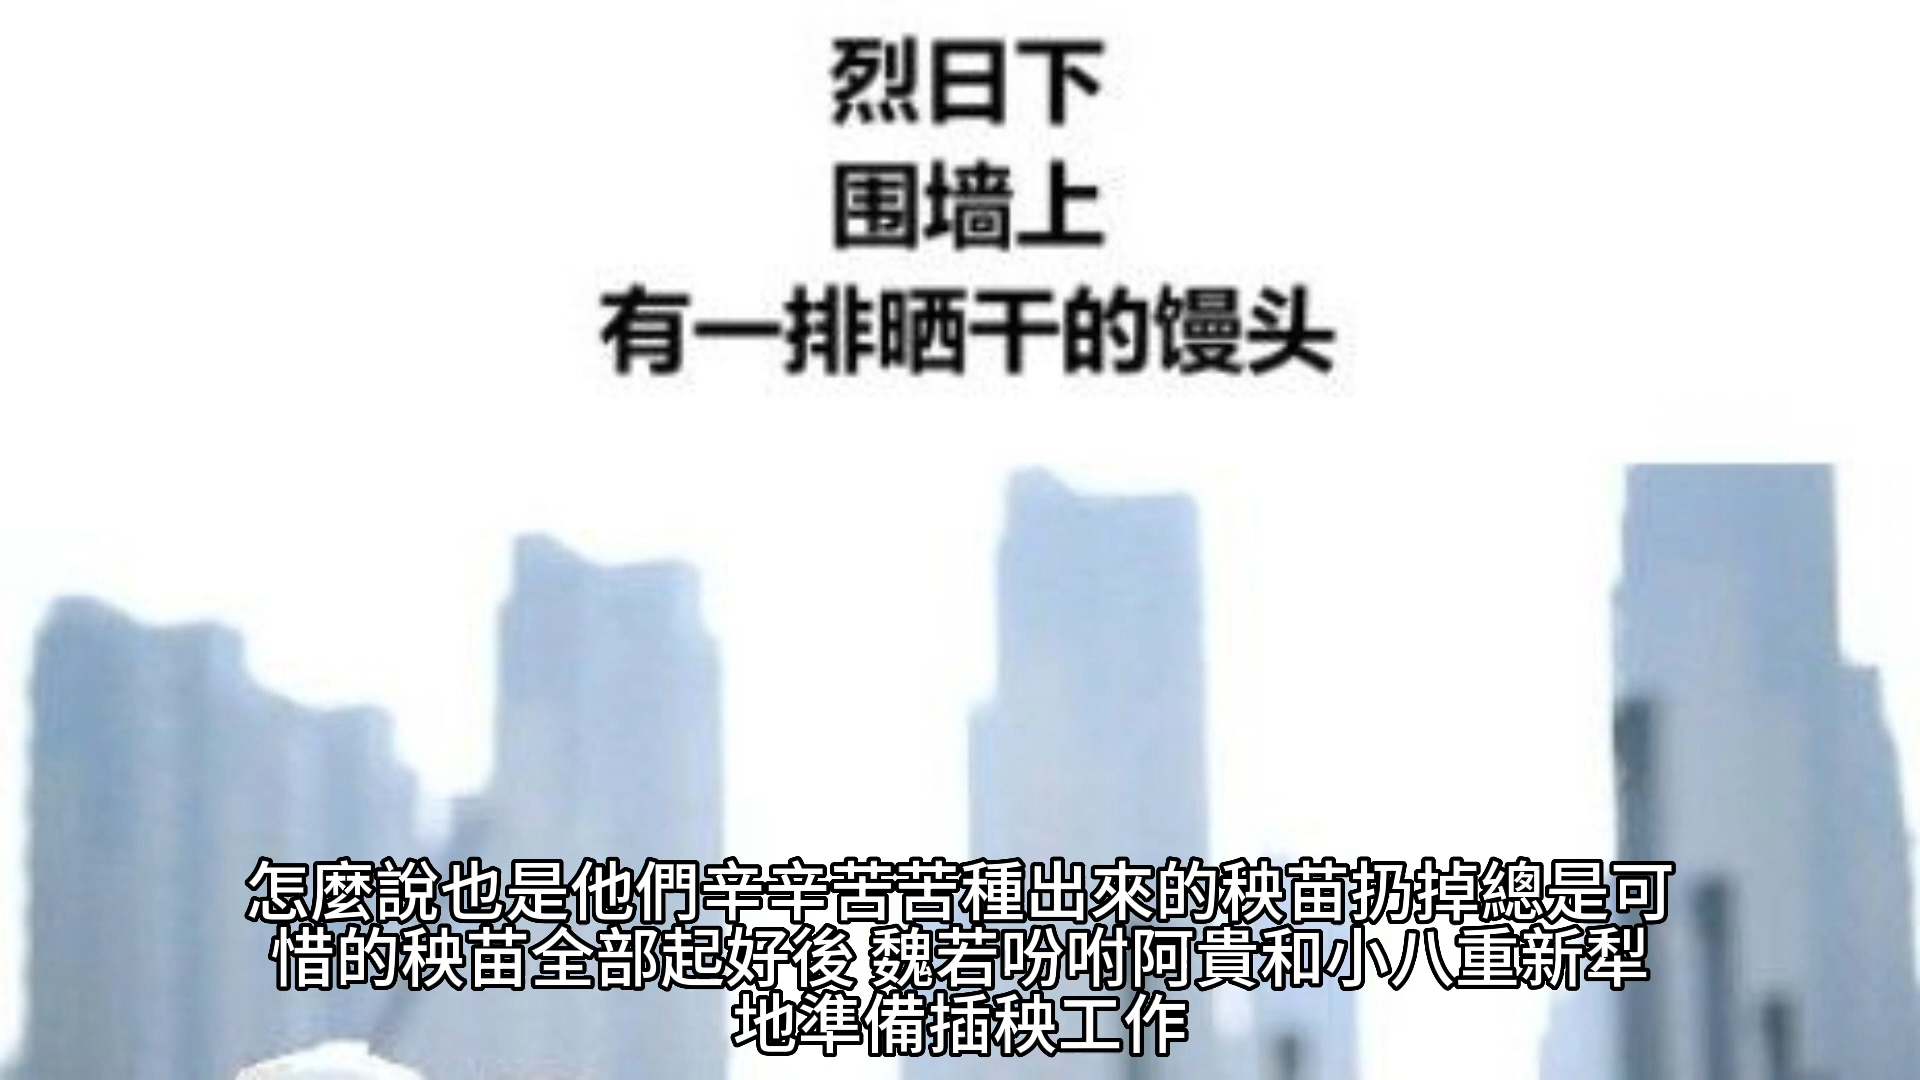 烈日下
围墙上
有一排晒干的馒头
怎麼說也是他們辛辛苦苦種出來的秧苗扔掉總是可
惜的秧苗全部起好後 魏若吩咐阿貴和小八重新犁
地準備插秧工作